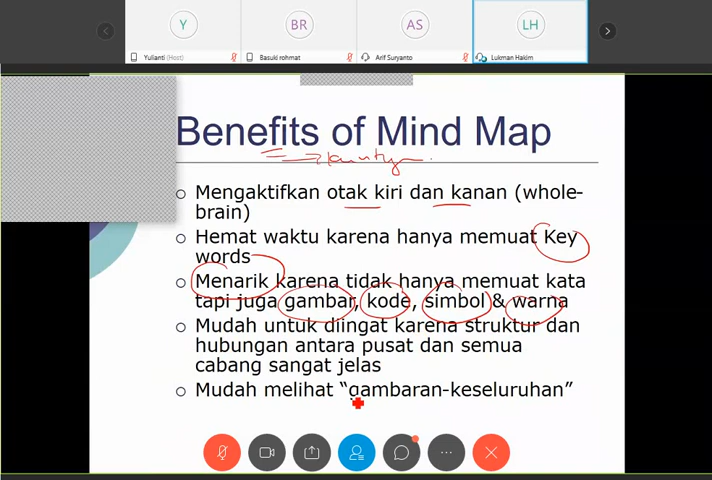 Y
BR
AS
LH
Yulianti (Host)
Basuki rohmat
Arif Suryanto
Lukman Hakim
Benefits of Mind Map
Mengaktifkan otak kiri dan kanan (whole-
brain)
Hemat waktu karena hanya memuat Key
words
Menarik karena tidak hanya memuat kata
tapi juga gambar, kode, simbol & warna
Mudah untuk diingat karena struktur dan
hubungan antara pusat dan semua
cabang sangat jelas
Mudah melihat “gambaran-keseluruhan”